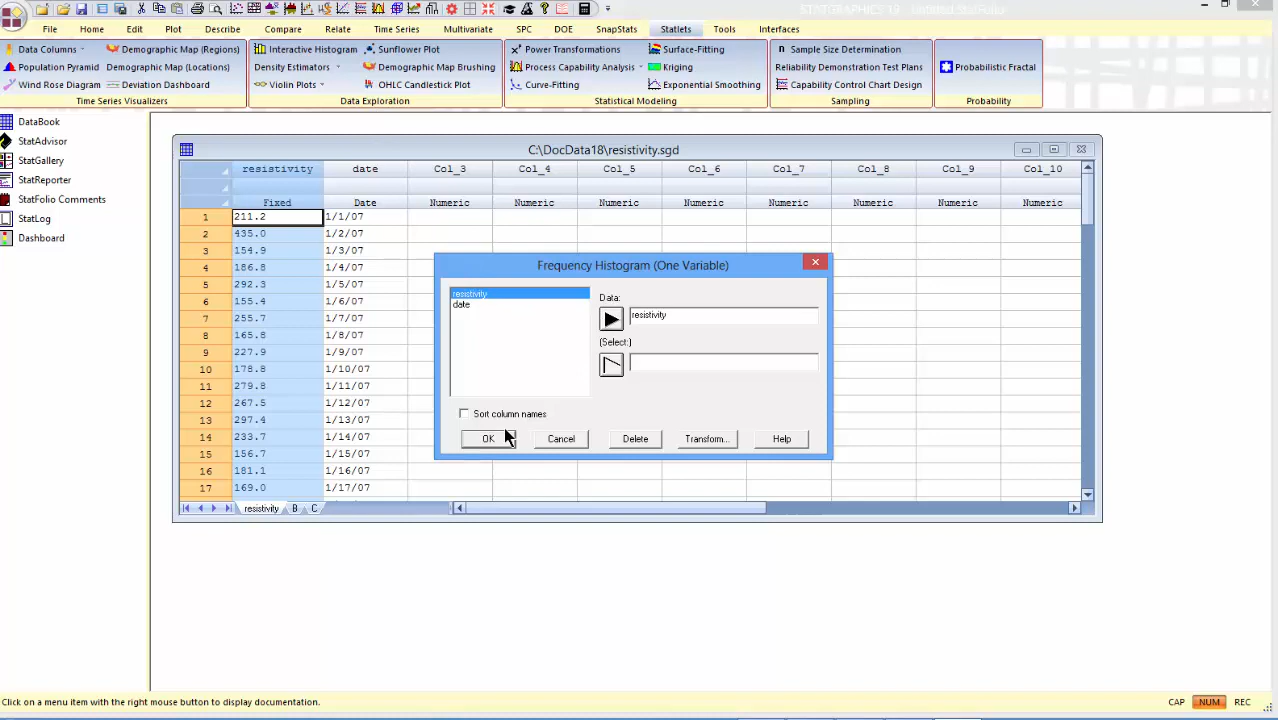 STATGRAPHICS 18 - Untitled StatFolio
File Home Edit Plot Describe Compare Relate Time Series Multivariate SPC DOE SnapStats Statlets Tools Interfaces
Data Columns Demographic Map (Regions) Interactive Histogram Sunflower Plot Power Transformations Surface-Fitting Sample Size Determination
Population Pyramid Demographic Map (Locations) Density Estimators Demographic Map Brushing Process Capability Analysis Kriging Reliability Demonstration Test Plans Probabilistic Fractal
Wind Rose Diagram Deviation Dashboard Violin Plots OHLC Candlestick Plot Curve-Fitting Exponential Smoothing Capability Control Chart Design
Time Series Visualizers Data Exploration Statistical Modeling Sampling Probability
DataBook
StatAdvisor
StatGallery
StatReporter
StatFolio Comments
StatLog
Dashboard
C:\DocData18\resistivity.sgd
resistivity date Col_3 Col_4 Col_5 Col_6 Col_7 Col_8 Col_9 Col_10
Fixed Date Numeric Numeric Numeric Numeric Numeric Numeric Numeric Numeric
1 211.2 1/1/07
2 435.0 1/2/07
3 154.9 1/3/07
4 186.8 1/4/07
5 292.3 1/5/07
6 155.4 1/6/07
7 255.7 1/7/07
8 165.8 1/8/07
9 227.9 1/9/07
10 178.8 1/10/07
11 279.8 1/11/07
12 267.5 1/12/07
13 297.4 1/13/07
14 233.7 1/14/07
15 156.7 1/15/07
16 181.1 1/16/07
17 169.0 1/17/07
resistivity B C
Frequency Histogram (One Variable)
resistivity
date
Data:
resistivity
(Select:)
Sort column names
OK Cancel Delete Transform... Help
Click on a menu item with the right mouse button to display documentation.
CAP NUM REC